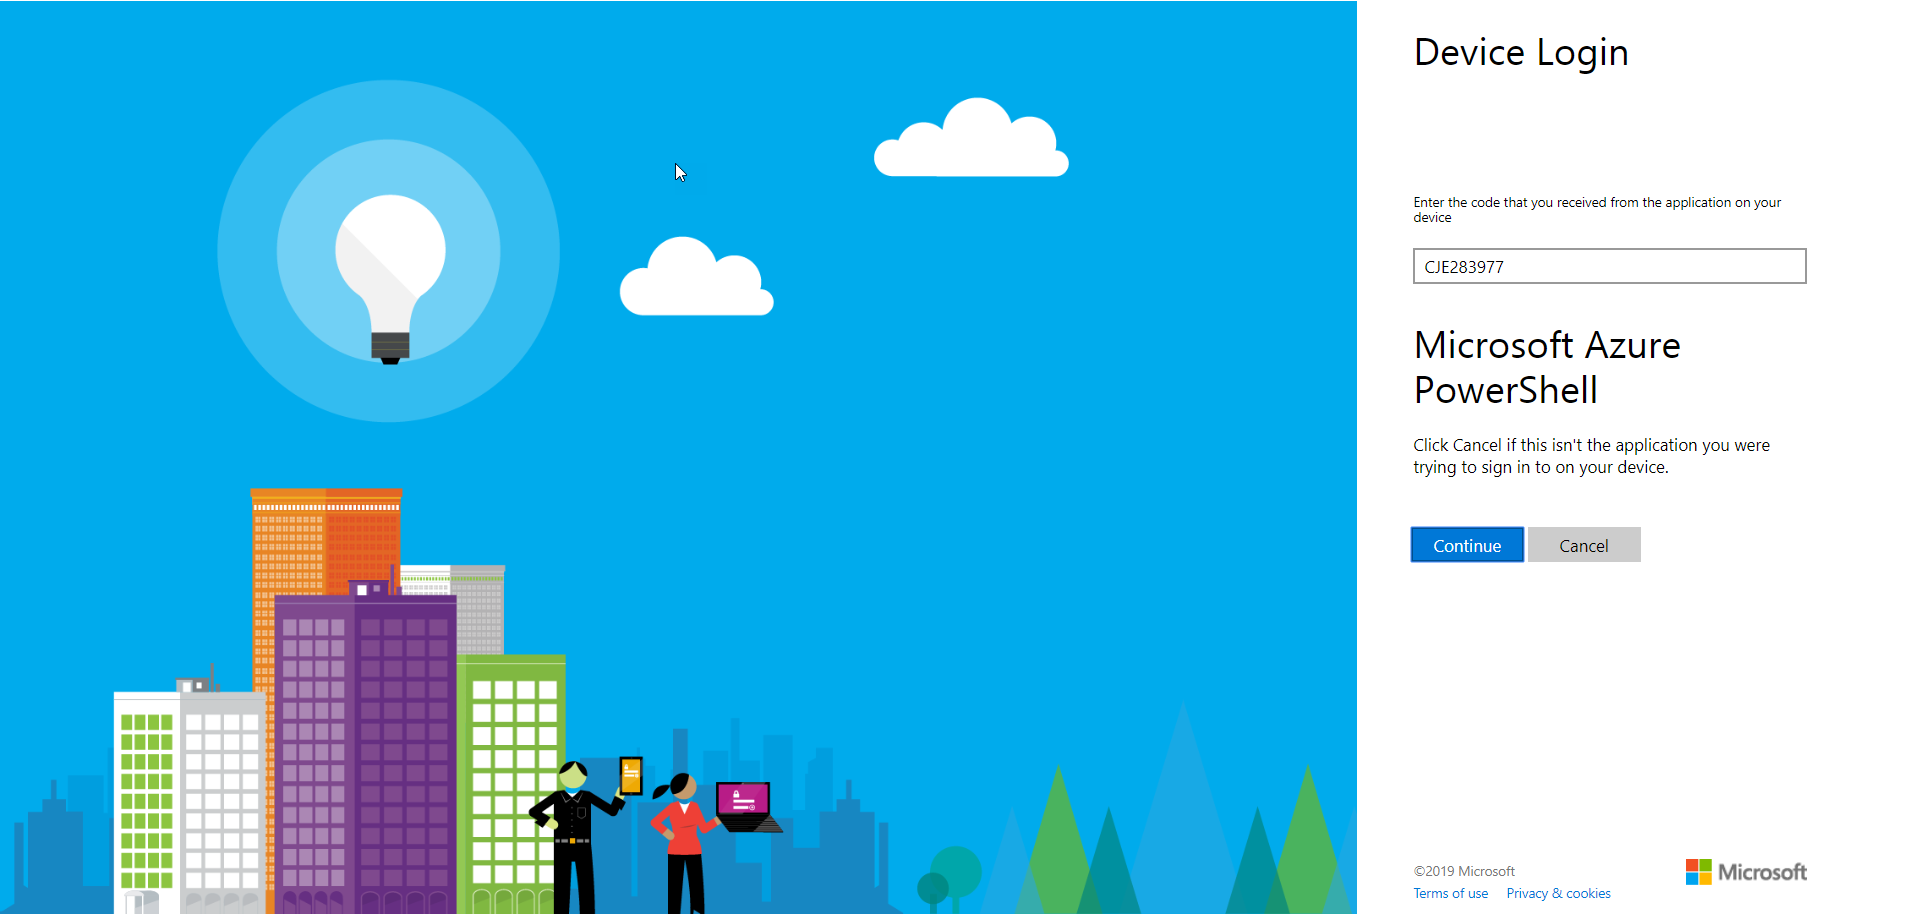 Device Login
Enter the code that you received from the application on your
device
CJE283977
Microsoft Azure
PowerShell
Click Cancel if this isn't the application you were
trying to sign in to on your device.
Continue Cancel
©2019 Microsoft
Terms of use Privacy & cookies
Microsoft